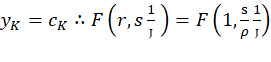 y_K = c_K ∴ F(r, s 1/J) = F(1, s/ρ 1/J)